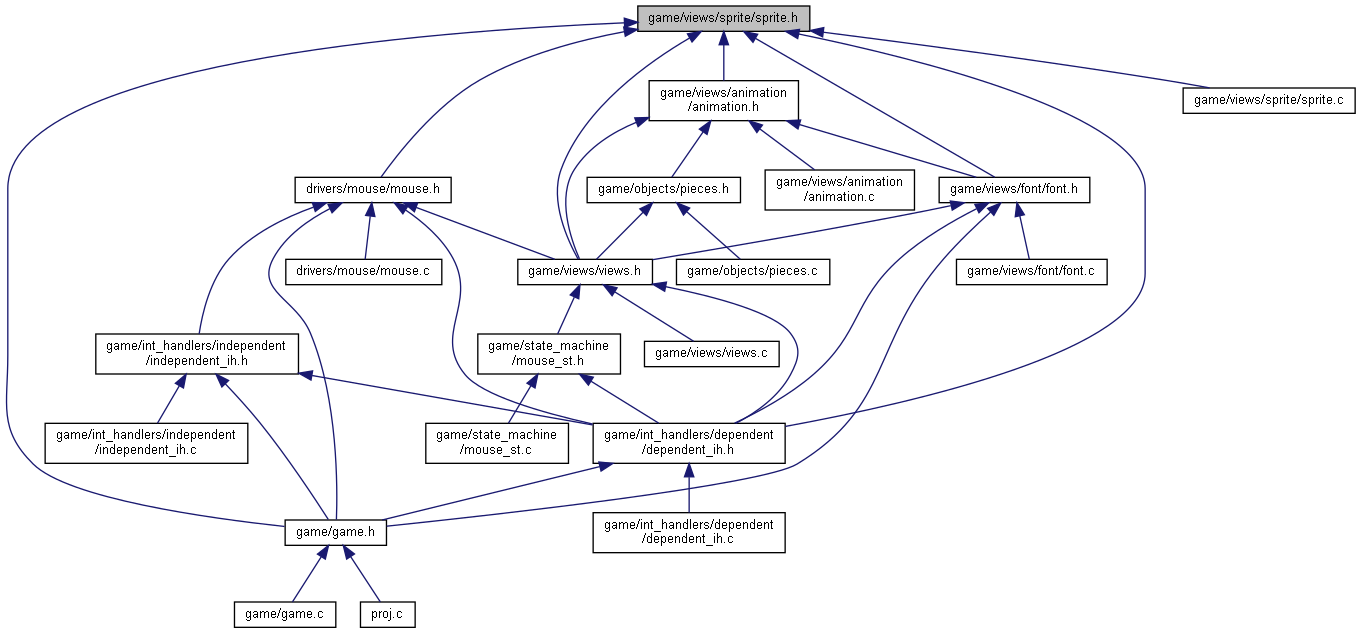 game/views/sprite/sprite.h
game/views/animation
/animation.h
game/views/sprite/sprite.c
drivers/mouse/mouse.h
game/objects/pieces.h
game/views/animation
/animation.c
game/views/font/font.h
drivers/mouse/mouse.c
game/views/views.h
game/objects/pieces.c
game/views/font/font.c
game/int_handlers/independent
/independent_ih.h
game/state_machine
/mouse_st.h
game/views/views.c
game/int_handlers/independent
/independent_ih.c
game/state_machine
/mouse_st.c
game/int_handlers/dependent
/dependent_ih.h
game/game.h
game/int_handlers/dependent
/dependent_ih.c
game/game.c
proj.c